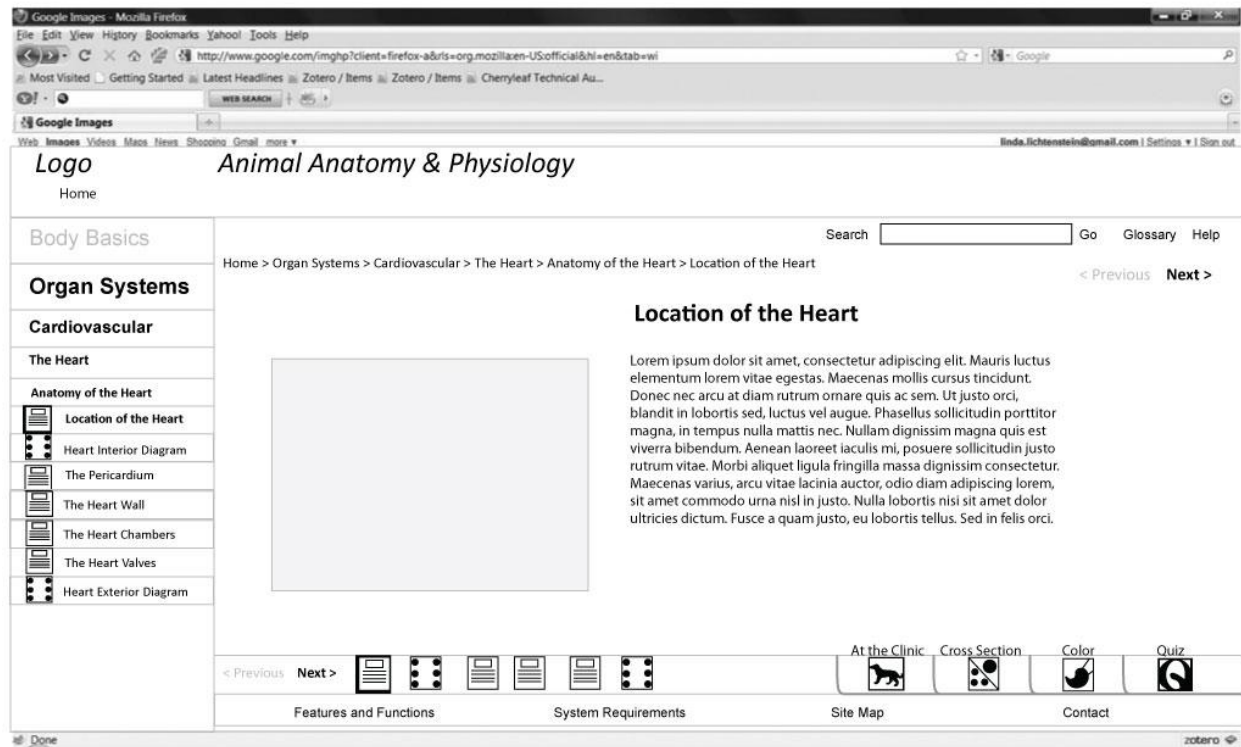 Google Images - Mozilla Firefox
File Edit View History Bookmarks Yahoo! Tools Help
http://www.google.com/imghp?client=firefox-a&rls=org.mozilla:en-US:official&hl=en&tab=wi
Google
Most Visited Getting Started Latest Headlines Zotero / Items Zotero / Items Cherryleaf Technical Au...
WEB SEARCH
Google Images
Web Images Videos Maps News Shopping Gmail more
linda.lichtenstein@gmail.com | Settings | Sign out
Logo
Animal Anatomy & Physiology
Home
Body Basics
Search Go Glossary Help
Home > Organ Systems > Cardiovascular > The Heart > Anatomy of the Heart > Location of the Heart
< Previous Next >
Organ Systems
Cardiovascular
The Heart
Anatomy of the Heart
Location of the Heart
Heart Interior Diagram
The Pericardium
The Heart Wall
The Heart Chambers
The Heart Valves
Heart Exterior Diagram
Location of the Heart
Lorem ipsum dolor sit amet, consectetur adipiscing elit. Mauris luctus
elementum lorem vitae egestas. Maecenas mollis cursus tincidunt.
Donec nec arcu at diam rutrum ornare quis ac sem. Ut justo orci,
blandit in lobortis sed, luctus vel augue. Phasellus sollicitudin porttitor
magna, in tempus nulla mattis nec. Nullam dignissim magna quis est
viverra bibendum. Aenean laoreet iaculis mi, posuere sollicitudin justo
rutrum vitae. Morbi aliquet ligula fringilla massa dignissim consectetur.
Maecenas varius, arcu vitae lacinia auctor, odio diam adipiscing lorem,
sit amet commodo urna nisl in justo. Nulla lobortis nisi sit amet dolor
ultricies dictum. Fusce a quam justo, eu lobortis tellus. Sed in felis orci.
< Previous Next >
At the Clinic Cross Section Color Quiz
Features and Functions System Requirements Site Map Contact
Done
zotero